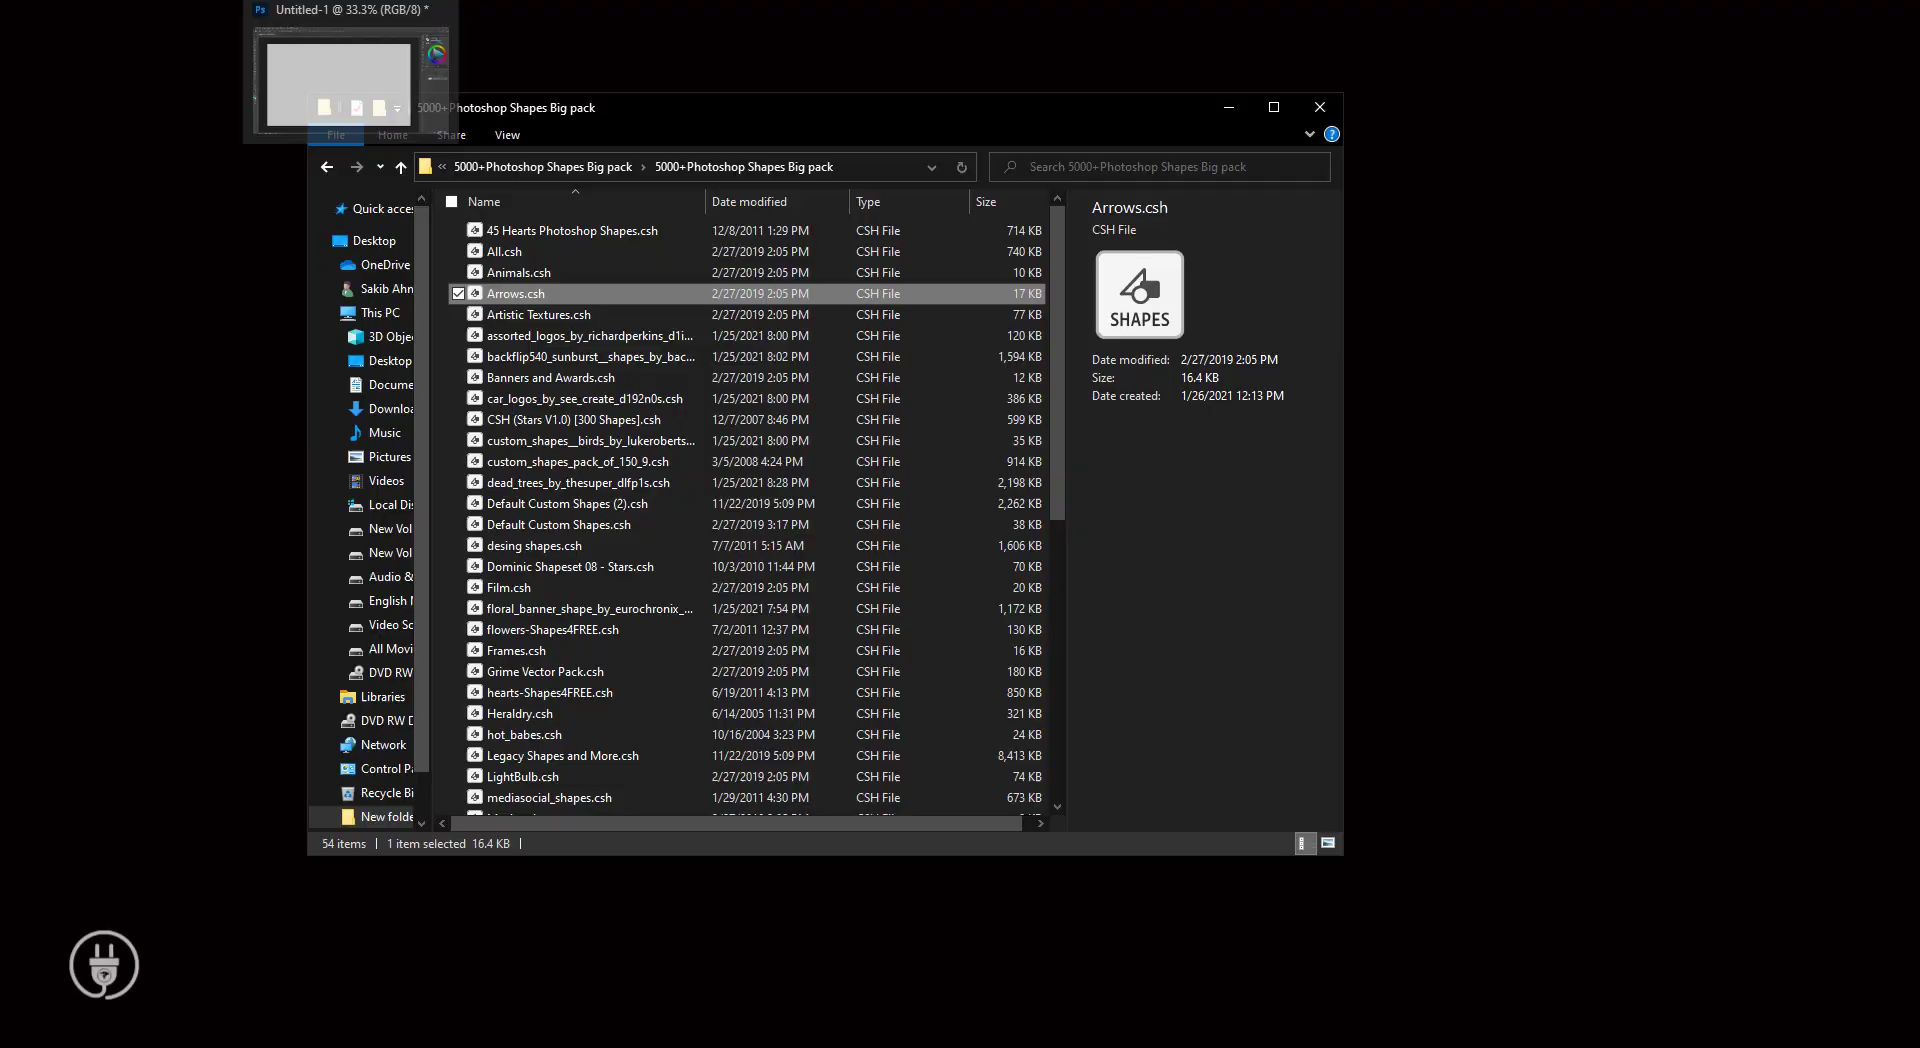 Ps Untitled-1 @ 33.3% (RGB/8) *
5000+Photoshop Shapes Big pack
File Home Share View
« 5000+Photoshop Shapes Big pack › 5000+Photoshop Shapes Big pack
Search 5000+Photoshop Shapes Big pack
Quick acce
Desktop
OneDrive
Sakib Ahn
This PC
3D Obje
Desktop
Docume
Downloa
Music
Pictures
Videos
Local Dis
New Vol
New Vol
Audio &
English
Video Sc
All Movi
DVD RW
Libraries
DVD RW D
Network
Control Pa
Recycle Bi
New folde
Name Date modified Type Size
45 Hearts Photoshop Shapes.csh 12/8/2011 1:29 PM CSH File 714 KB
All.csh 2/27/2019 2:05 PM CSH File 740 KB
Animals.csh 2/27/2019 2:05 PM CSH File 10 KB
Arrows.csh 2/27/2019 2:05 PM CSH File 17 KB
Artistic Textures.csh 2/27/2019 2:05 PM CSH File 77 KB
assorted_logos_by_richardperkins_d1i... 1/25/2021 8:00 PM CSH File 120 KB
backflip540_sunburst__shapes_by_bac... 1/25/2021 8:02 PM CSH File 1,594 KB
Banners and Awards.csh 2/27/2019 2:05 PM CSH File 12 KB
car_logos_by_see_create_d192n0s.csh 1/25/2021 8:00 PM CSH File 386 KB
CSH (Stars V1.0) [300 Shapes].csh 12/7/2007 8:46 PM CSH File 599 KB
custom_shapes__birds_by_lukeroberts... 1/25/2021 8:00 PM CSH File 35 KB
custom_shapes_pack_of_150_9.csh 3/5/2008 4:24 PM CSH File 914 KB
dead_trees_by_thesuper_dlfp1s.csh 1/25/2021 8:28 PM CSH File 2,198 KB
Default Custom Shapes (2).csh 11/22/2019 5:09 PM CSH File 2,262 KB
Default Custom Shapes.csh 2/27/2019 3:17 PM CSH File 38 KB
desing shapes.csh 7/7/2011 5:15 AM CSH File 1,606 KB
Dominic Shapeset 08 - Stars.csh 10/3/2010 11:44 PM CSH File 70 KB
Film.csh 2/27/2019 2:05 PM CSH File 20 KB
floral_banner_shape_by_eurochronix_... 1/25/2021 7:54 PM CSH File 1,172 KB
flowers-Shapes4FREE.csh 7/2/2011 12:37 PM CSH File 130 KB
Frames.csh 2/27/2019 2:05 PM CSH File 16 KB
Grime Vector Pack.csh 2/27/2019 2:05 PM CSH File 180 KB
hearts-Shapes4FREE.csh 6/19/2011 4:13 PM CSH File 850 KB
Heraldry.csh 6/14/2005 11:31 PM CSH File 321 KB
hot_babes.csh 10/16/2004 3:23 PM CSH File 24 KB
Legacy Shapes and More.csh 11/22/2019 5:09 PM CSH File 8,413 KB
LightBulb.csh 2/27/2019 2:05 PM CSH File 74 KB
mediasocial_shapes.csh 1/29/2011 4:30 PM CSH File 673 KB
Arrows.csh
CSH File
SHAPES
Date modified: 2/27/2019 2:05 PM
Size: 16.4 KB
Date created: 1/26/2021 12:13 PM
54 items 1 item selected 16.4 KB